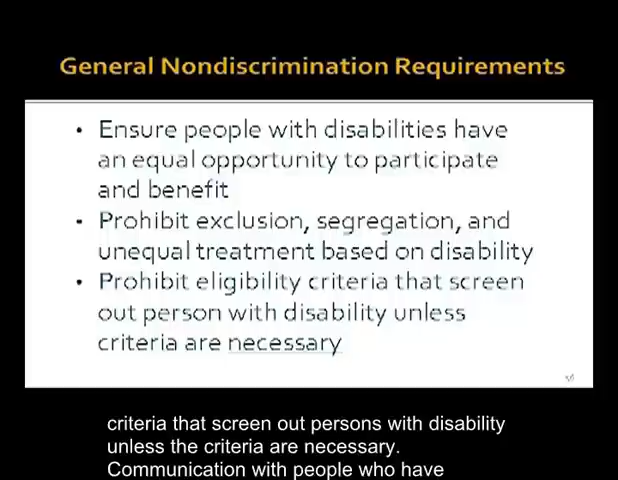 General Nondiscrimination Requirements
• Ensure people with disabilities have
an equal opportunity to participate
and benefit
• Prohibit exclusion, segregation, and
unequal treatment based on disability
• Prohibit eligibility criteria that screen
out person with disability unless
criteria are necessary
criteria that screen out persons with disability
unless the criteria are necessary.
Communication with people who have